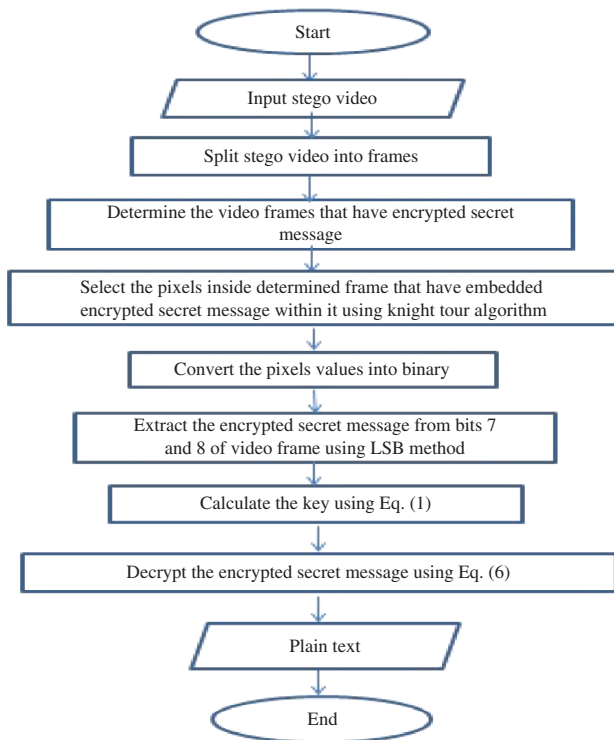 Start
Input stego video
Split stego video into frames
Determine the video frames that have encrypted secret
message
Select the pixels inside determined frame that have embedded
encrypted secret message within it using knight tour algorithm
Convert the pixels values into binary
Extract the encrypted secret message from bits 7
and 8 of video frame using LSB method
Calculate the key using Eq. (1)
Decrypt the encrypted secret message using Eq. (6)
Plain text
End